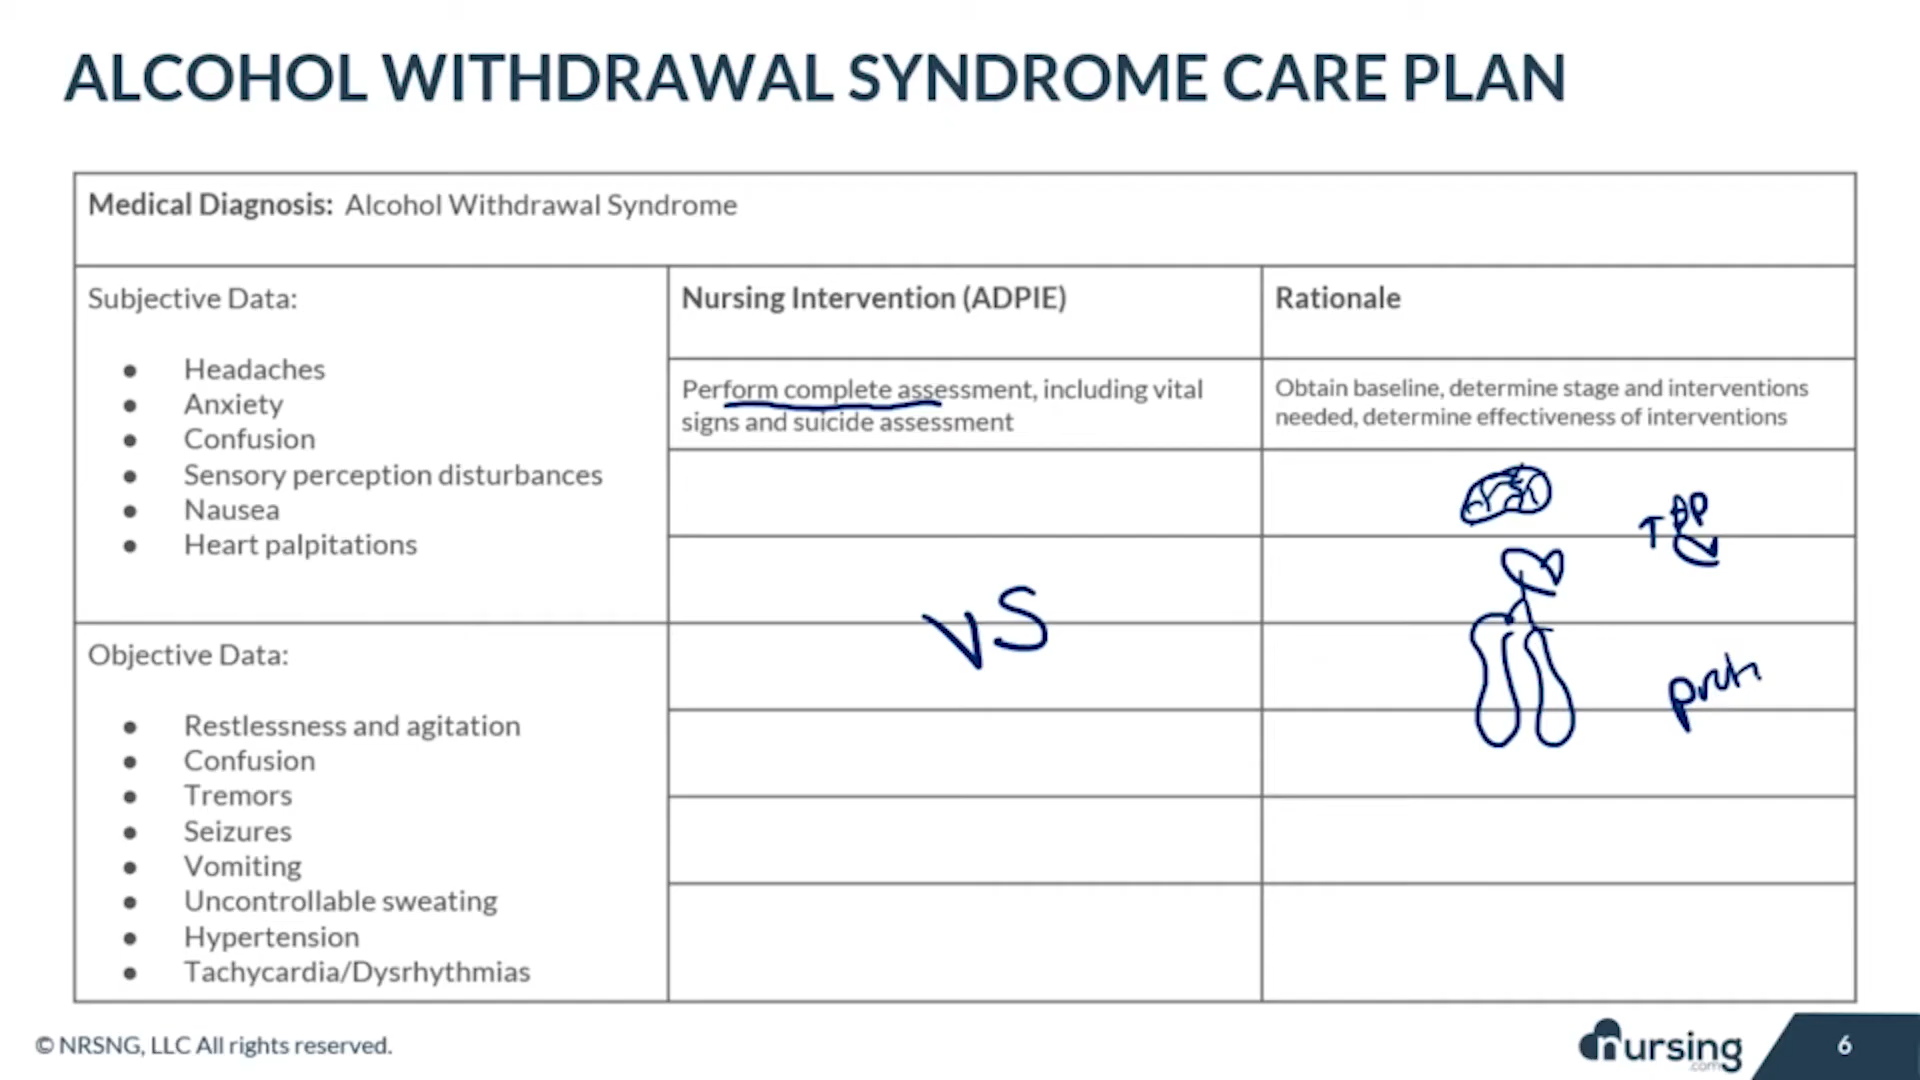 ALCOHOL WITHDRAWAL SYNDROME CARE PLAN
Medical Diagnosis: Alcohol Withdrawal Syndrome
Subjective Data:
● Headaches
● Anxiety
● Confusion
● Sensory perception disturbances
● Nausea
● Heart palpitations
Nursing Intervention (ADPIE)
Rationale
Perform complete assessment, including vital
signs and suicide assessment
Obtain baseline, determine stage and interventions
needed, determine effectiveness of interventions
↑BP
VS
Objective Data:
● Restlessness and agitation
● Confusion
● Tremors
● Seizures
● Vomiting
● Uncontrollable sweating
● Hypertension
● Tachycardia/Dysrhythmias
© NRSNG, LLC All rights reserved.
nursing
.com
6